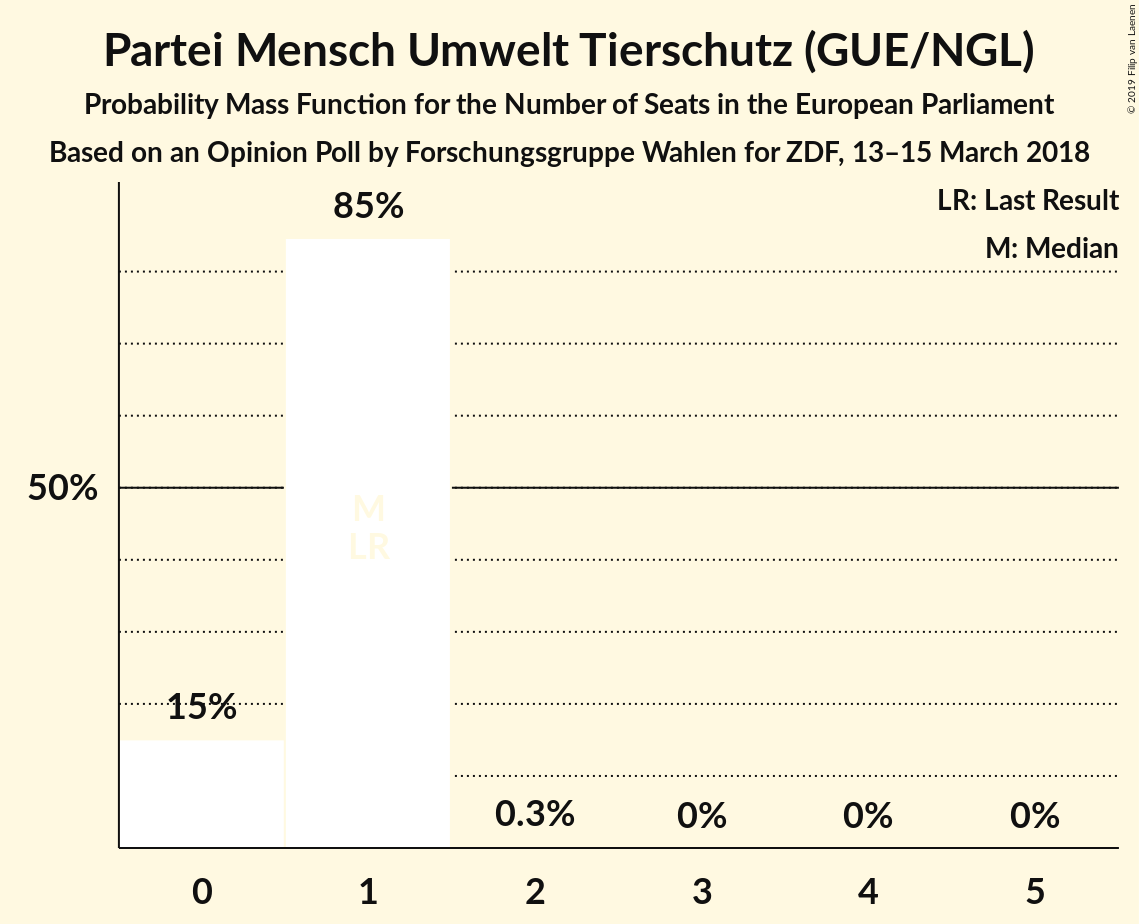 Partei Mensch Umwelt Tierschutz (GUE/NGL)
Probability Mass Function for the Number of Seats in the European Parliament
Based on an Opinion Poll by Forschungsgruppe Wahlen for ZDF, 13–15 March 2018
© 2019 Filip van Laenen
LR: Last Result
M: Median
85%
50%
M
LR
15%
0.3%
0%
0%
0%
0
1
2
3
4
5